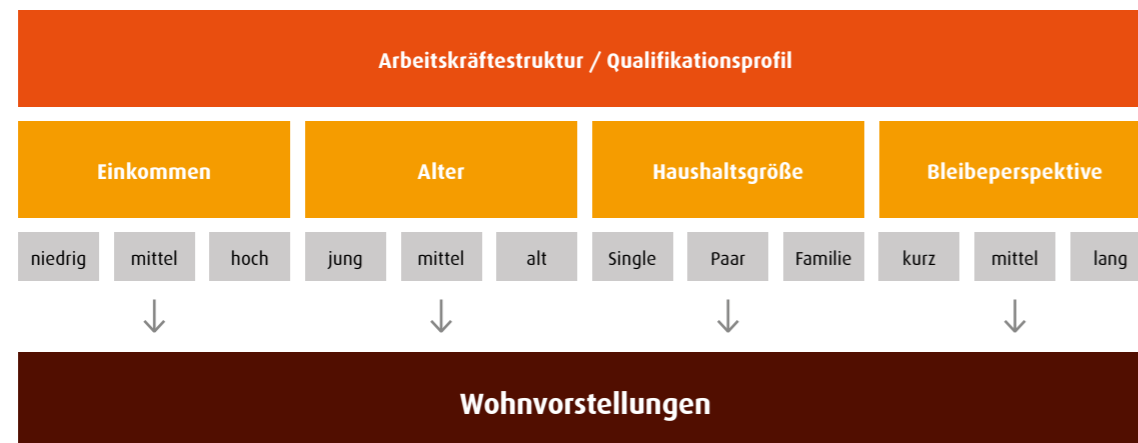 Arbeitskräftestruktur / Qualifikationsprofil
Einkommen Alter Haushaltsgröße Bleibeperspektive
niedrig mittel hoch jung mittel alt Single Paar Familie kurz mittel lang
Wohnvorstellungen